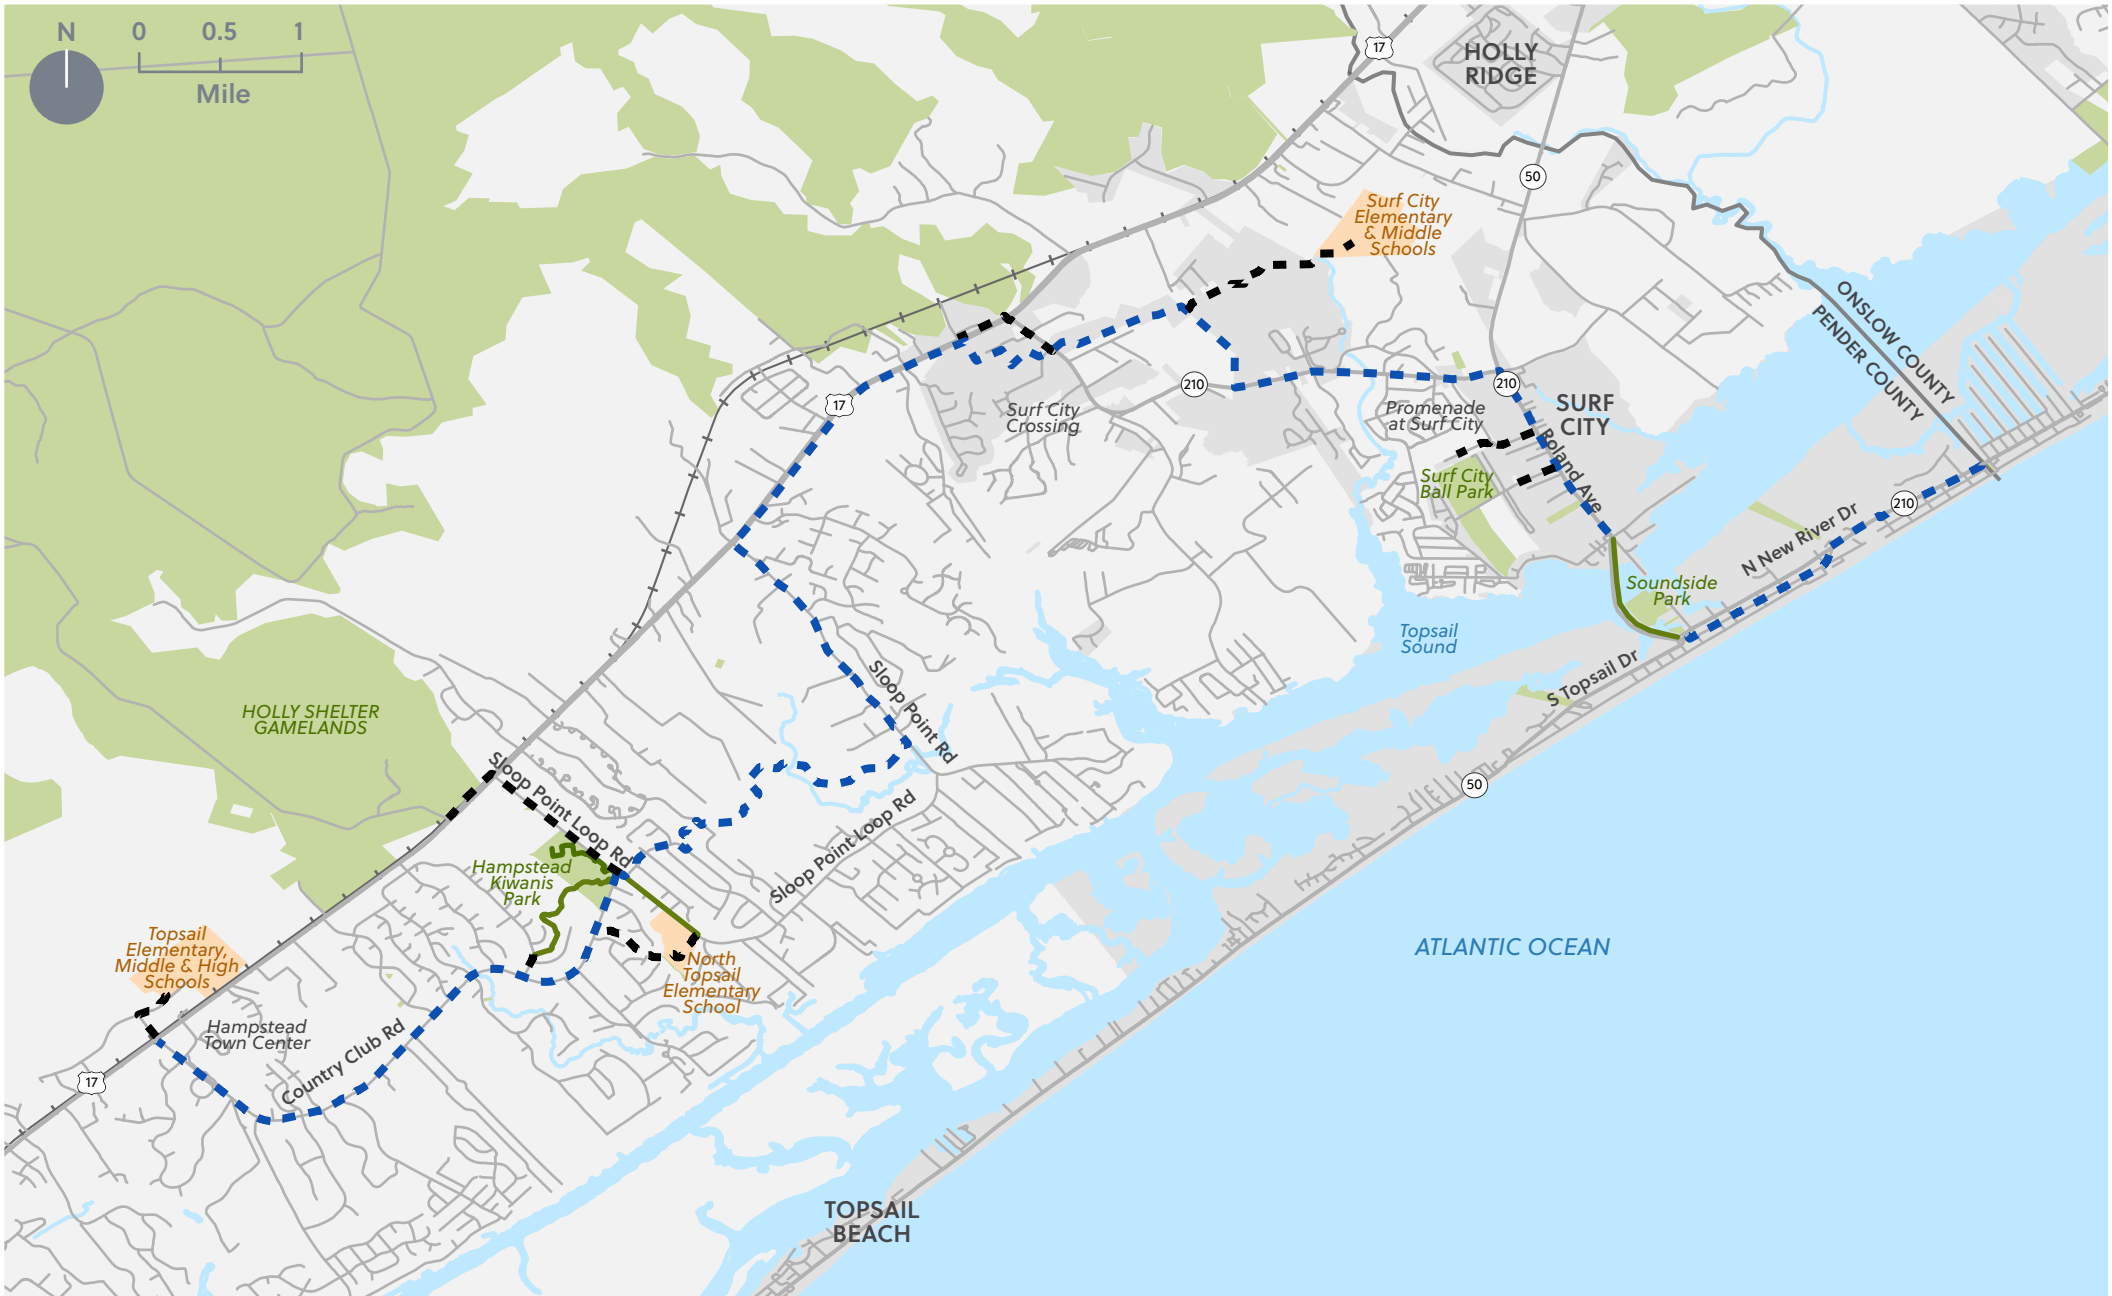 N
0 0.5 1
Mile
17
HOLLY
RIDGE
50
Surf City
Elementary
& Middle
Schools
ONSLOW COUNTY
PENDER COUNTY
17
210
210
Surf City
Crossing
Promenade
at Surf City
SURF
CITY
Roland Ave
Surf City
Ball Park
210
N New River Dr
Soundside
Park
Topsail
Sound
S Topsail Dr
Sloop Point Rd
HOLLY SHELTER
GAMELANDS
Sloop Point Loop Rd
50
Sloop Point Loop Rd
Hampstead
Kiwanis
Park
ATLANTIC OCEAN
Topsail
Elementary,
Middle & High
Schools
North
Topsail
Elementary
School
Hampstead
Town Center
Country Club Rd
17
TOPSAIL
BEACH